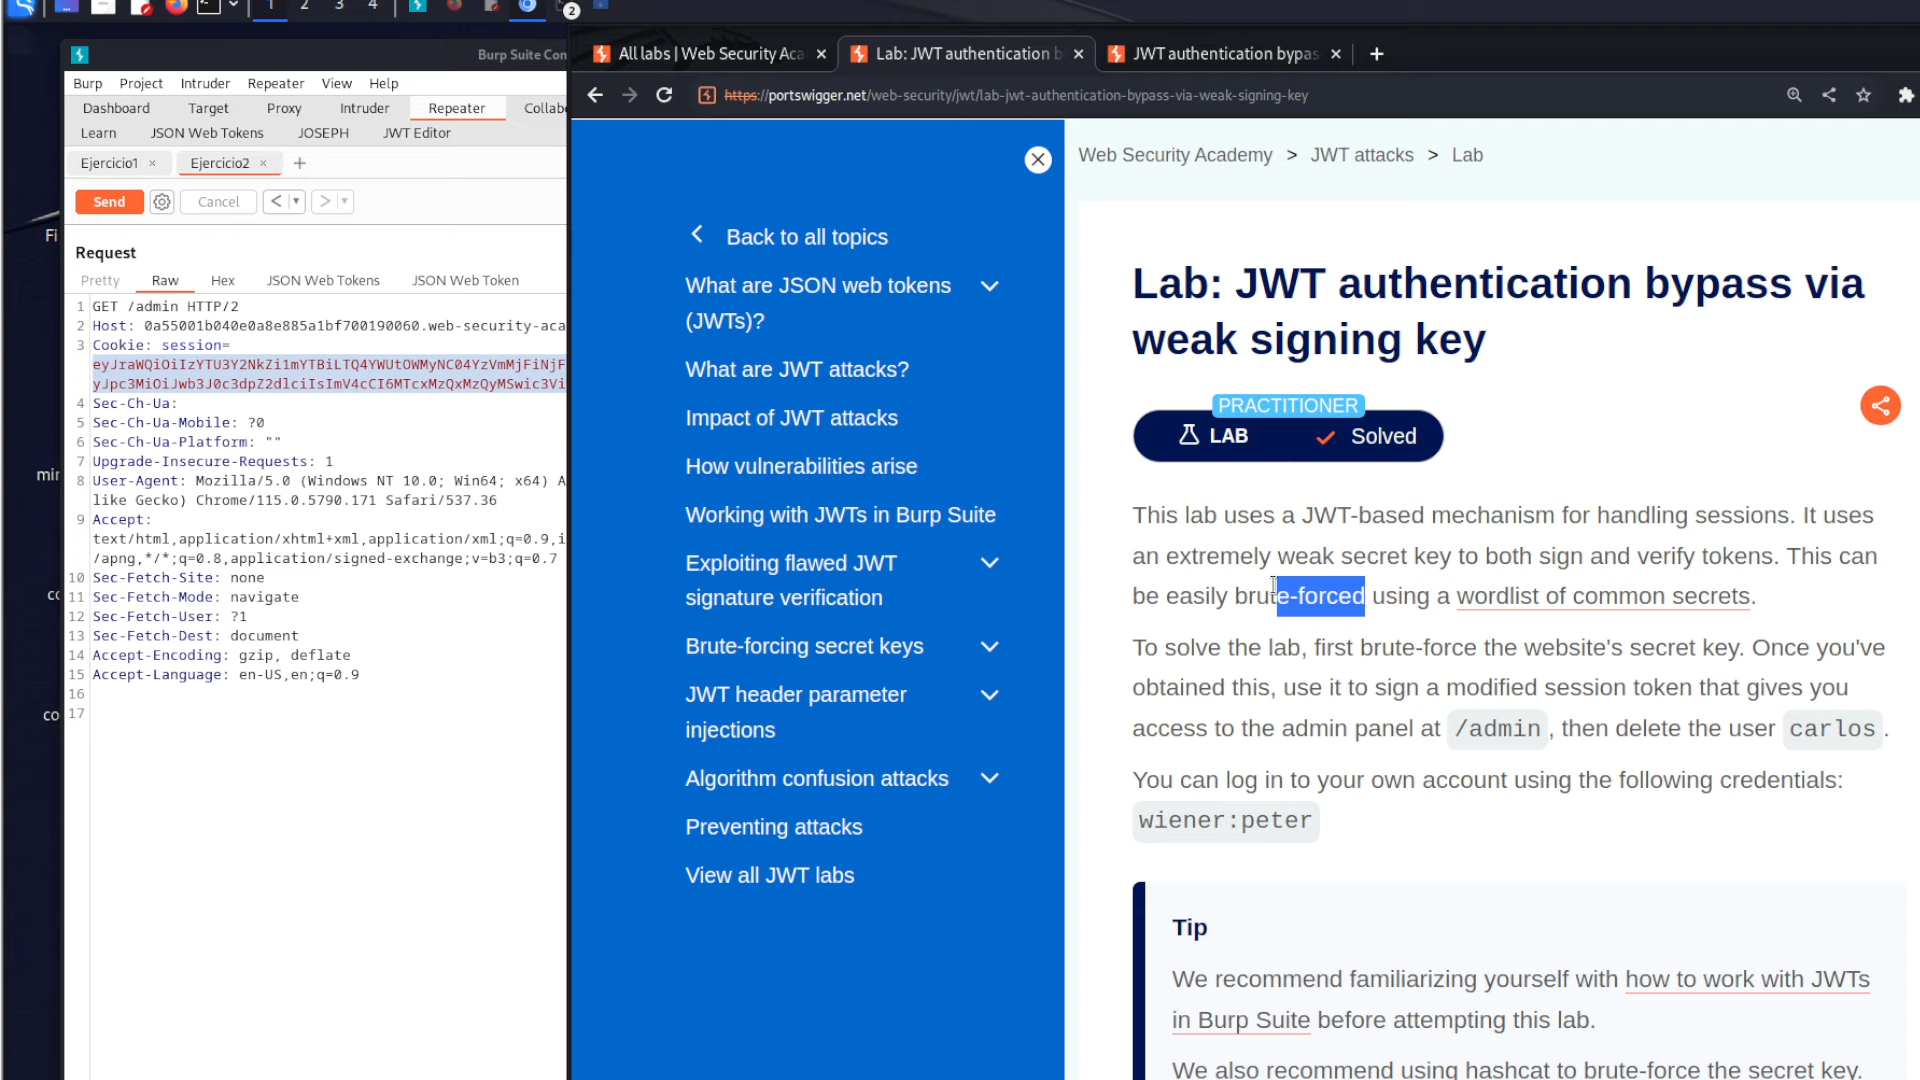 1 2 3 4
2
Burp Suite Con
Burp Project Intruder Repeater View Help
Dashboard Target Proxy Intruder Repeater Collab
Learn JSON Web Tokens JOSEPH JWT Editor
Ejercicio1 × Ejercicio2 × +
Send Cancel < >
Request
Pretty Raw Hex JSON Web Tokens JSON Web Token
1 GET /admin HTTP/2
2 Host: 0a55001b040e0a8e885a1bf700190060.web-security-aca
3 Cookie: session=
eyJraWQiOiIzYTU3Y2NkZi1mYTBiLTQ4YWUtOWMyNC04YzVmMjFiNjF
yJpc3MiOiJwb3J0c3dpZ2dlciIsImV4cCI6MTcxMzQxMzQyMSwic3Vi
4 Sec-Ch-Ua:
5 Sec-Ch-Ua-Mobile: ?0
6 Sec-Ch-Ua-Platform: ""
7 Upgrade-Insecure-Requests: 1
8 User-Agent: Mozilla/5.0 (Windows NT 10.0; Win64; x64) A
like Gecko) Chrome/115.0.5790.171 Safari/537.36
9 Accept:
text/html,application/xhtml+xml,application/xml;q=0.9,i
/apng,*/*;q=0.8,application/signed-exchange;v=b3;q=0.7
10 Sec-Fetch-Site: none
11 Sec-Fetch-Mode: navigate
12 Sec-Fetch-User: ?1
13 Sec-Fetch-Dest: document
14 Accept-Encoding: gzip, deflate
15 Accept-Language: en-US,en;q=0.9
16
17
Fi
mir
co
co
All labs | Web Security Aca × Lab: JWT authentication b × JWT authentication bypas × +
https://portswigger.net/web-security/jwt/lab-jwt-authentication-bypass-via-weak-signing-key
Back to all topics
What are JSON web tokens
(JWTs)?
What are JWT attacks?
Impact of JWT attacks
How vulnerabilities arise
Working with JWTs in Burp Suite
Exploiting flawed JWT
signature verification
Brute-forcing secret keys
JWT header parameter
injections
Algorithm confusion attacks
Preventing attacks
View all JWT labs
Web Security Academy > JWT attacks > Lab
Lab: JWT authentication bypass via
weak signing key
PRACTITIONER
LAB Solved
This lab uses a JWT-based mechanism for handling sessions. It uses
an extremely weak secret key to both sign and verify tokens. This can
be easily brute-forced using a wordlist of common secrets.
To solve the lab, first brute-force the website's secret key. Once you've
obtained this, use it to sign a modified session token that gives you
access to the admin panel at /admin, then delete the user carlos.
You can log in to your own account using the following credentials:
wiener:peter
Tip
We recommend familiarizing yourself with how to work with JWTs
in Burp Suite before attempting this lab.
We also recommend using hashcat to brute-force the secret key.